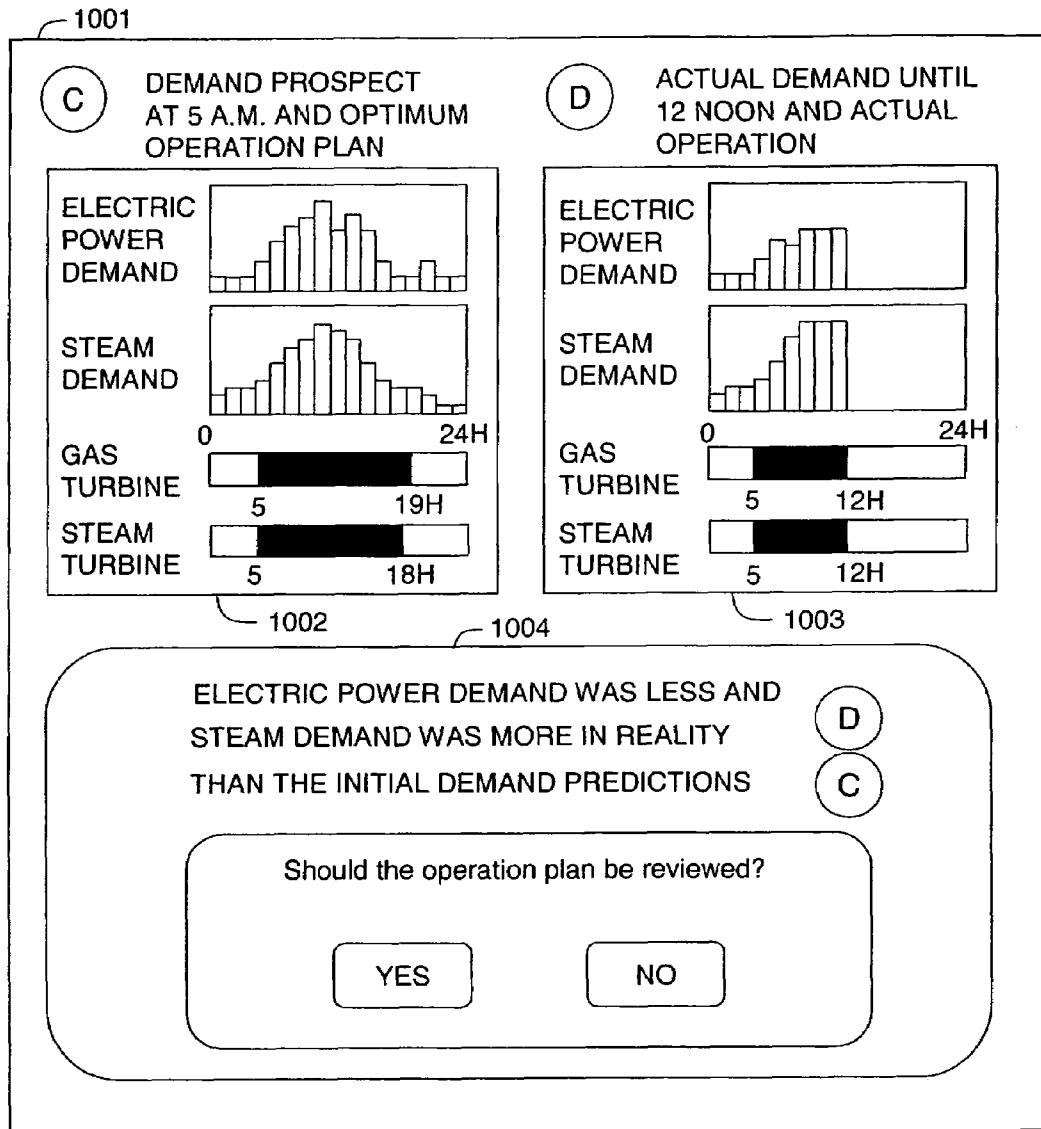 1001
C
DEMAND PROSPECT
AT 5 A.M. AND OPTIMUM
OPERATION PLAN
ELECTRIC
POWER
DEMAND
STEAM
DEMAND
0
24H
GAS
TURBINE
5
19H
STEAM
TURBINE
5
18H
1002
D
ACTUAL DEMAND UNTIL
12 NOON AND ACTUAL
OPERATION
ELECTRIC
POWER
DEMAND
STEAM
DEMAND
0
24H
GAS
TURBINE
5
12H
STEAM
TURBINE
5
12H
1003
1004
ELECTRIC POWER DEMAND WAS LESS AND
STEAM DEMAND WAS MORE IN REALITY
D
THAN THE INITIAL DEMAND PREDICTIONS
C
Should the operation plan be reviewed?
YES
NO